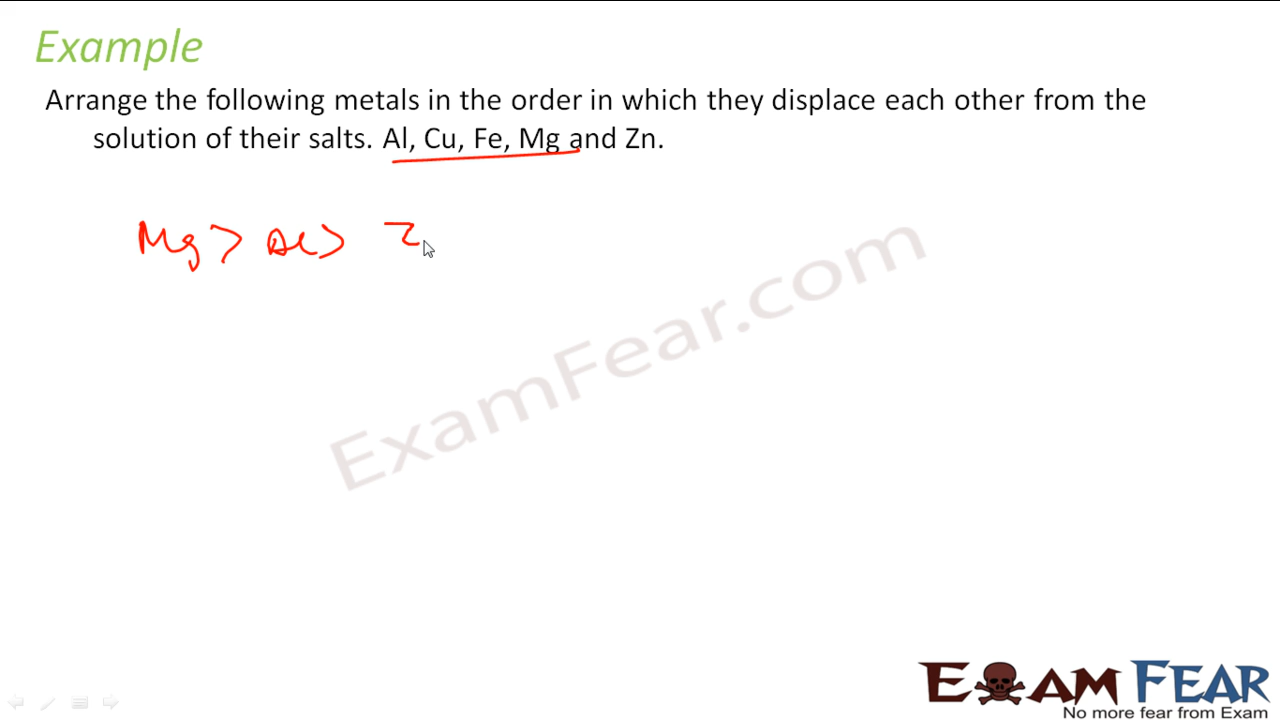 Example
Arrange the following metals in the order in which they displace each other from the
solution of their salts. Al, Cu, Fe, Mg and Zn.
Mg > Al > Z
ExamFear.com
EXAM FEAR
No more fear from Exam